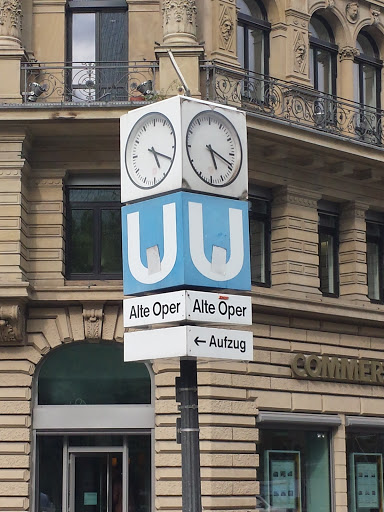 U U
Alte Oper Alte Oper
← Aufzug
COMMER